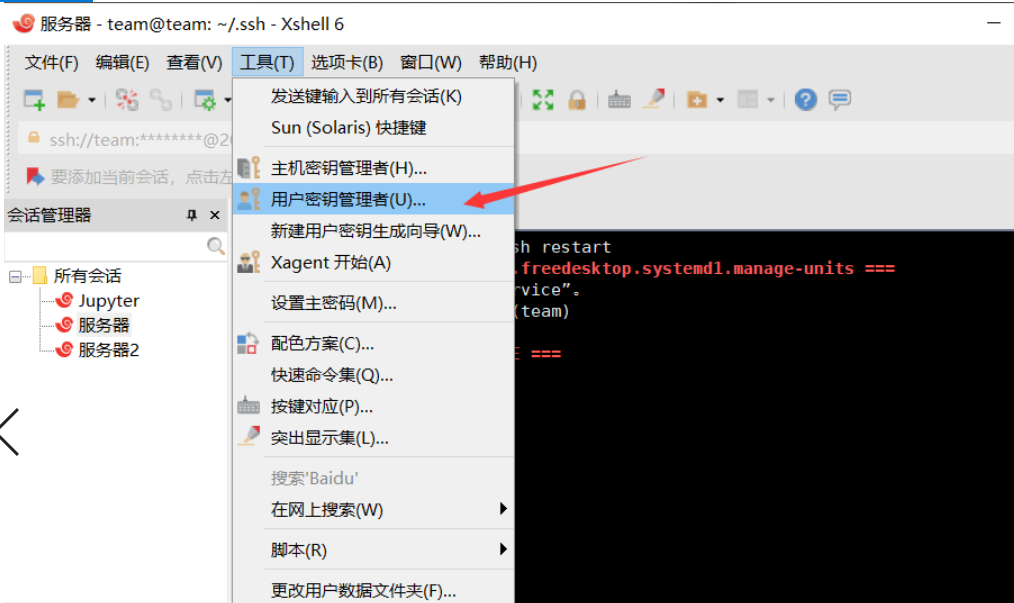 服务器 - team@team: ~/.ssh - Xshell 6
文件(F) 编辑(E) 查看(V) 工具(T) 选项卡(B) 窗口(W) 帮助(H)
ssh://team:********@2
要添加当前会话，点击左
会话管理器
所有会话
Jupyter
服务器
服务器2
发送键输入到所有会话(K)
Sun (Solaris) 快捷键
主机密钥管理者(H)...
用户密钥管理者(U)...
新建用户密钥生成向导(W)...
Xagent 开始(A)
设置主密码(M)...
配色方案(C)...
快速命令集(Q)...
按键对应(P)...
突出显示集(L)...
搜索'Baidu'
在网上搜索(W)
脚本(R)
更改用户数据文件夹(F)...
sh restart
.freedesktop.systemd1.manage-units ===
rvice”。
(team)
E ===